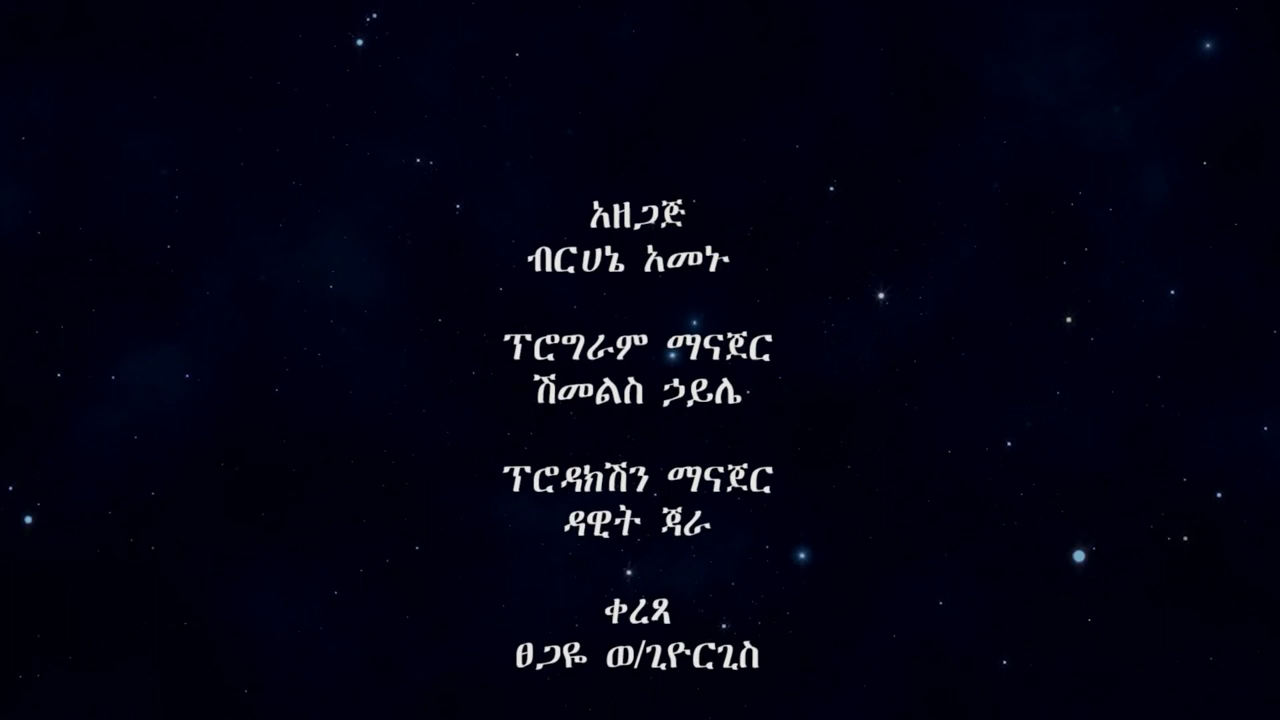 አዘጋጅ
ብርሀኔ አመኑ
ፕሮግራም ማናጀር
ሽመልስ ኃይሌ
ፕሮዳክሽን ማናጀር
ዳዊት ጃራ
ቀረጻ
ፀጋዬ ወ/ጊዮርጊስ